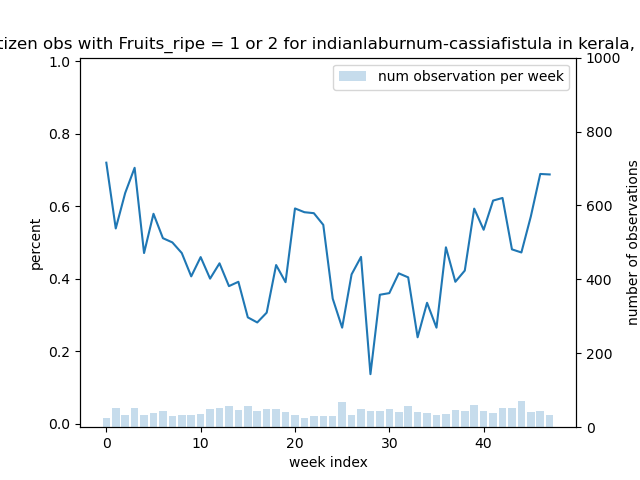 tizen obs with Fruits_ripe = 1 or 2 for indianlaburnum-cassiafistula in kerala,
num observation per week
percent
1.0
0.8
0.6
0.4
0.2
0.0
1000
800
600
400
200
0
number of observations
0 10 20 30 40
week index